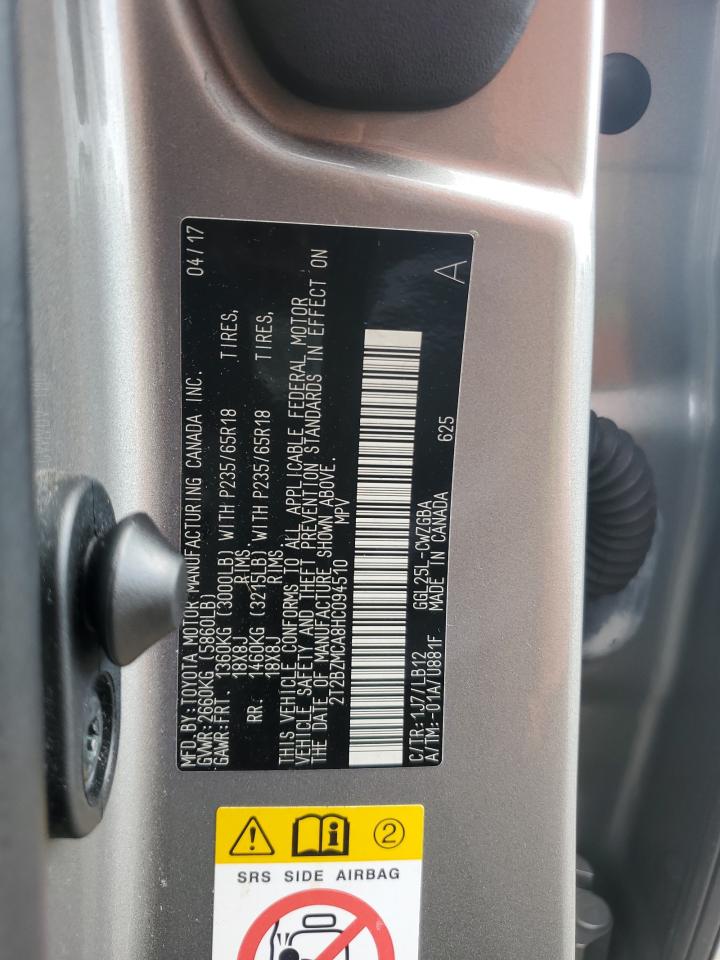 MFD BY:TOYOTA MOTOR MANUFACTURING CANADA INC. 04/17
GVWR:2660KG(5860LB)
GAWR:FRT. 1360KG (3000LB) WITH P235/65R18 TIRES,
18X8J RIMS.
RR. 1460KG (3215LB) WITH P235/65R18 TIRES,
18X8J RIMS.
THIS VEHICLE CONFORMS TO ALL APPLICABLE FEDERAL MOTOR
VEHICLE SAFETY AND THEFT PREVENTION STANDARDS IN EFFECT ON
THE DATE OF MANUFACTURE SHOWN ABOVE.
2T2BZMCA8HC094510 MPV
A
C/TR:1J7/LB12 GGL25L-CWZGBA 625
A/TM:-01A/T0881F MADE IN CANADA
2
SRS SIDE AIRBAG